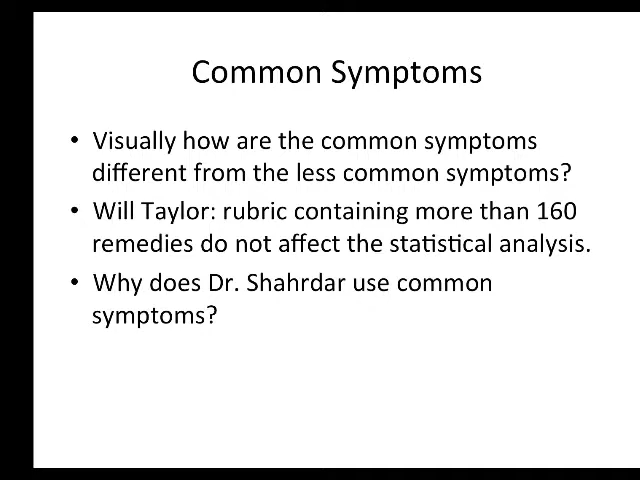 Common Symptoms
• Visually how are the common symptoms
different from the less common symptoms?
• Will Taylor: rubric containing more than 160
remedies do not affect the statistical analysis.
• Why does Dr. Shahrdar use common
symptoms?